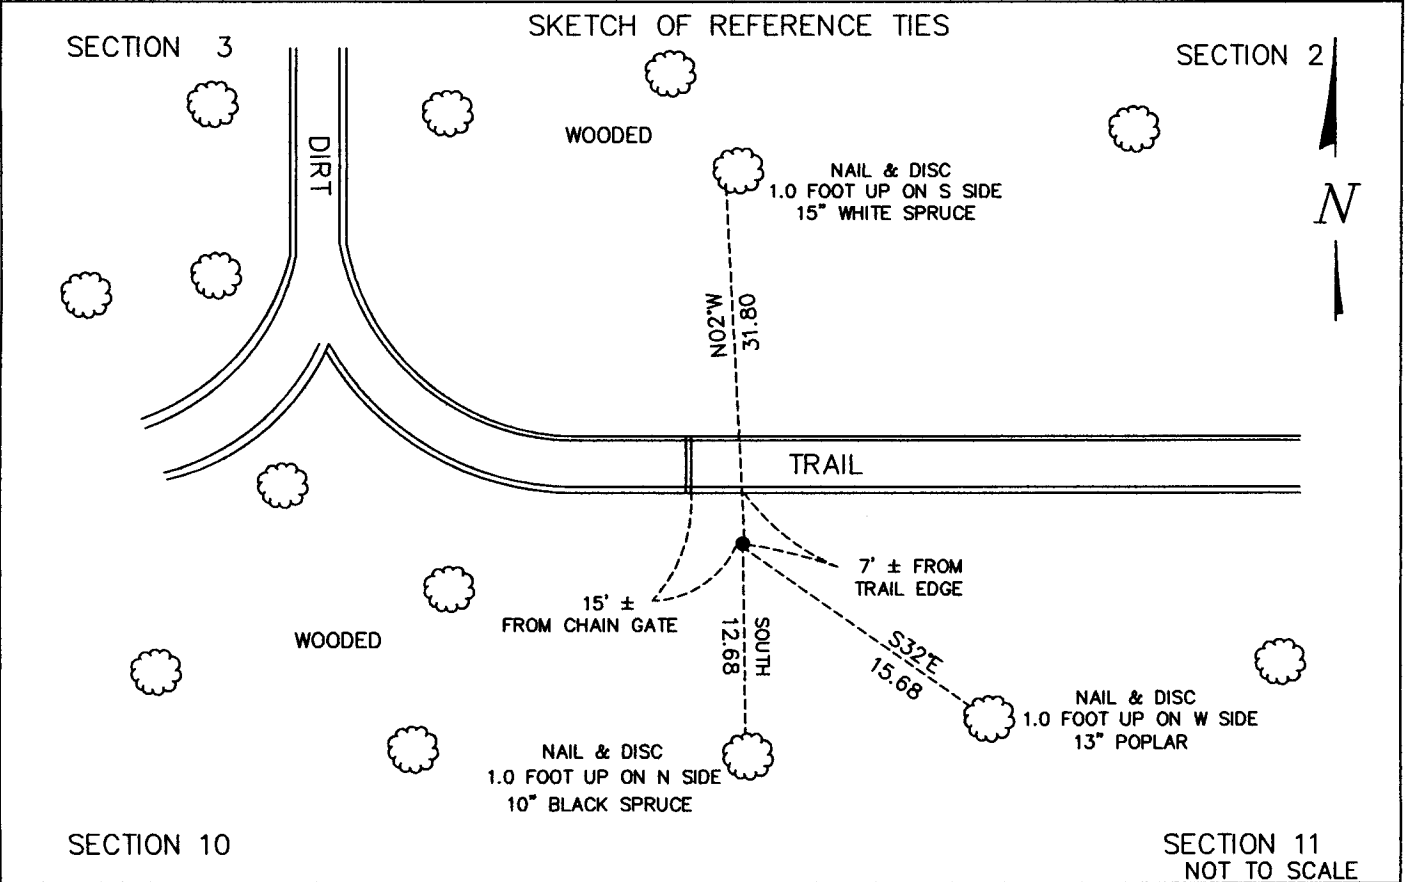 SKETCH OF REFERENCE TIES
SECTION 3
SECTION 2
DIRT
WOODED
NAIL & DISC
1.0 FOOT UP ON S SIDE
15" WHITE SPRUCE
N
N02°W
31.80
TRAIL
7' ± FROM
TRAIL EDGE
15' ±
FROM CHAIN GATE
WOODED
SOUTH
12.68
S32°E
15.68
NAIL & DISC
1.0 FOOT UP ON W SIDE
13" POPLAR
NAIL & DISC
1.0 FOOT UP ON N SIDE
10" BLACK SPRUCE
SECTION 10
SECTION 11
NOT TO SCALE